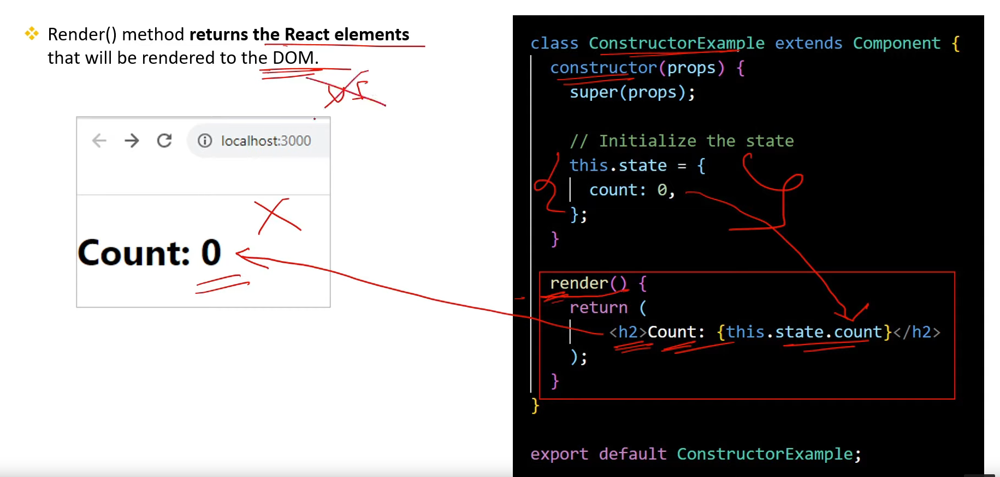 Render() method returns the React elements
that will be rendered to the DOM.
localhost:3000
Count: 0
class ConstructorExample extends Component {
constructor(props) {
super(props);
// Initialize the state
this.state = {
count: 0,
};
}
render() {
return (
<h2>Count: {this.state.count}</h2>
);
}
}
export default ConstructorExample;